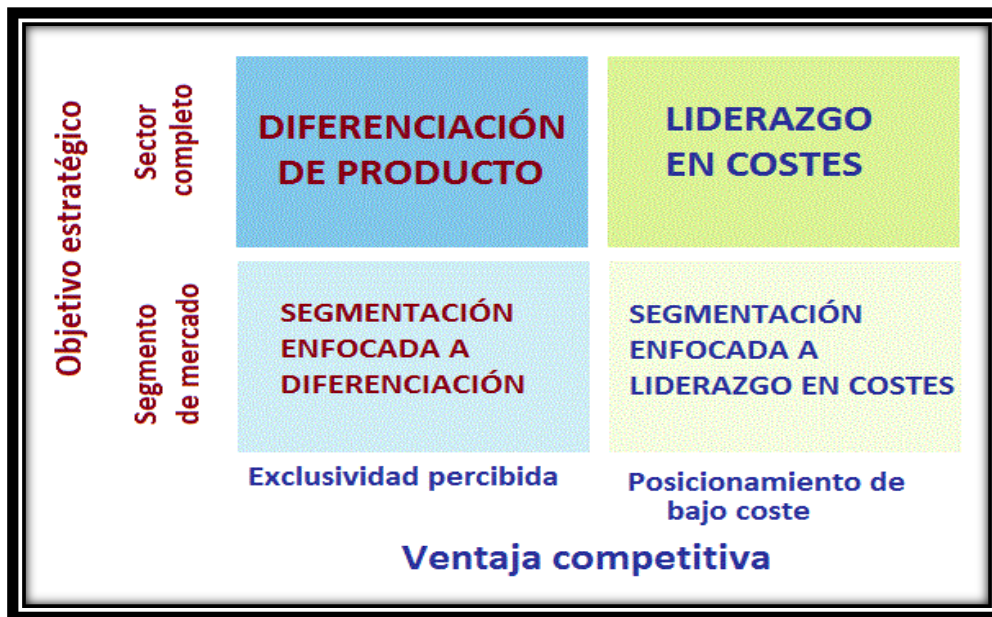 Objetivo estratégico
Sector
completo
DIFERENCIACIÓN
DE PRODUCTO
LIDERAZGO
EN COSTES
Segmento
de mercado
SEGMENTACIÓN
ENFOCADA A
DIFERENCIACIÓN
SEGMENTACIÓN
ENFOCADA A
LIDERAZGO EN COSTES
Exclusividad percibida
Posicionamiento de
bajo coste
Ventaja competitiva